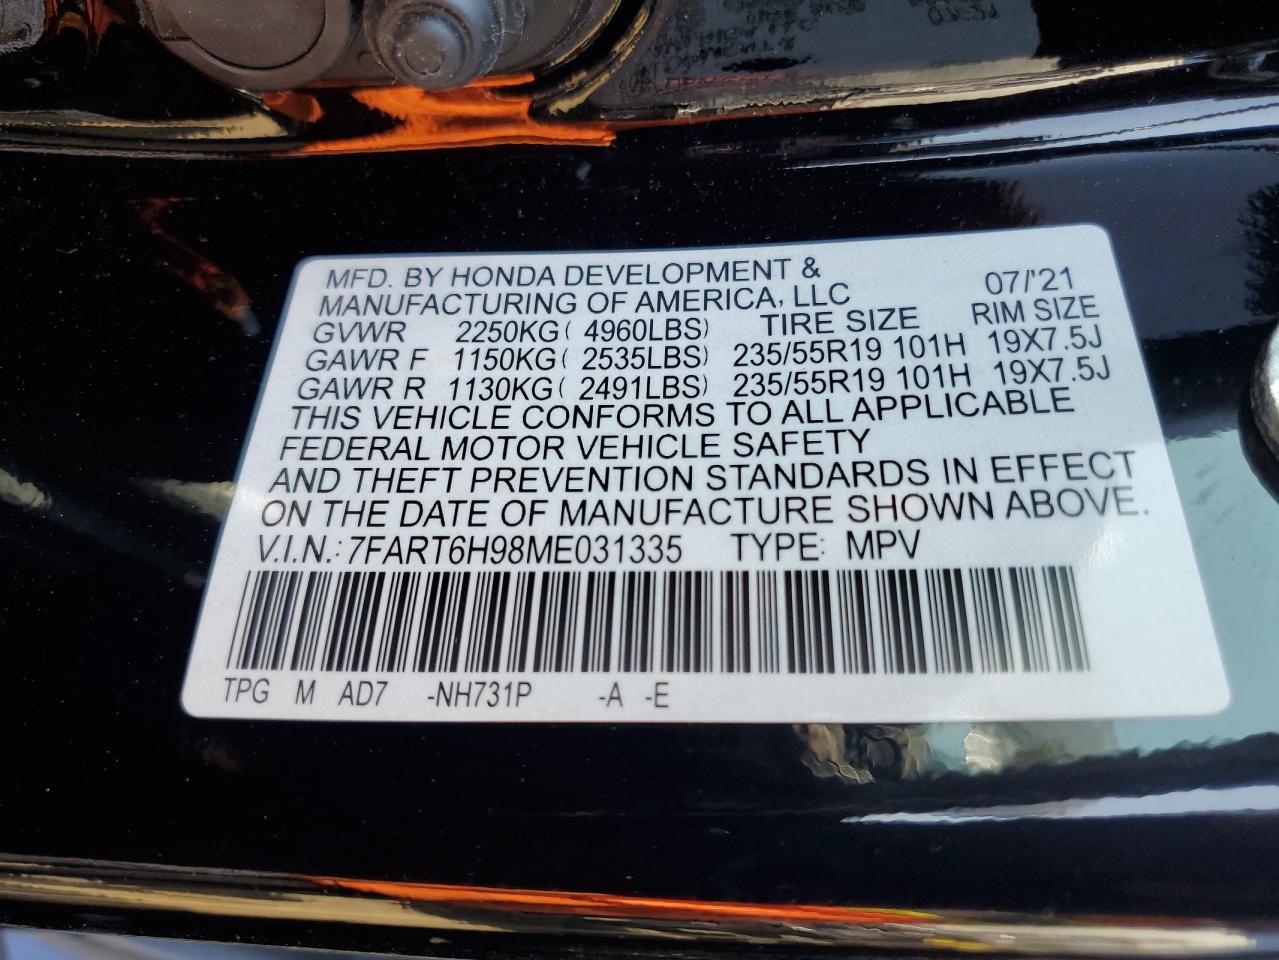 MFD. BY HONDA DEVELOPMENT &
MANUFACTURING OF AMERICA, LLC 07/'21
GVWR 2250KG( 4960LBS) TIRE SIZE RIM SIZE
GAWR F 1150KG( 2535LBS) 235/55R19 101H 19X7.5J
GAWR R 1130KG( 2491LBS) 235/55R19 101H 19X7.5J
THIS VEHICLE CONFORMS TO ALL APPLICABLE
FEDERAL MOTOR VEHICLE SAFETY
AND THEFT PREVENTION STANDARDS IN EFFECT
ON THE DATE OF MANUFACTURE SHOWN ABOVE.
V.I.N.: 7FART6H98ME031335 TYPE: MPV
TPG M AD7 -NH731P -A -E